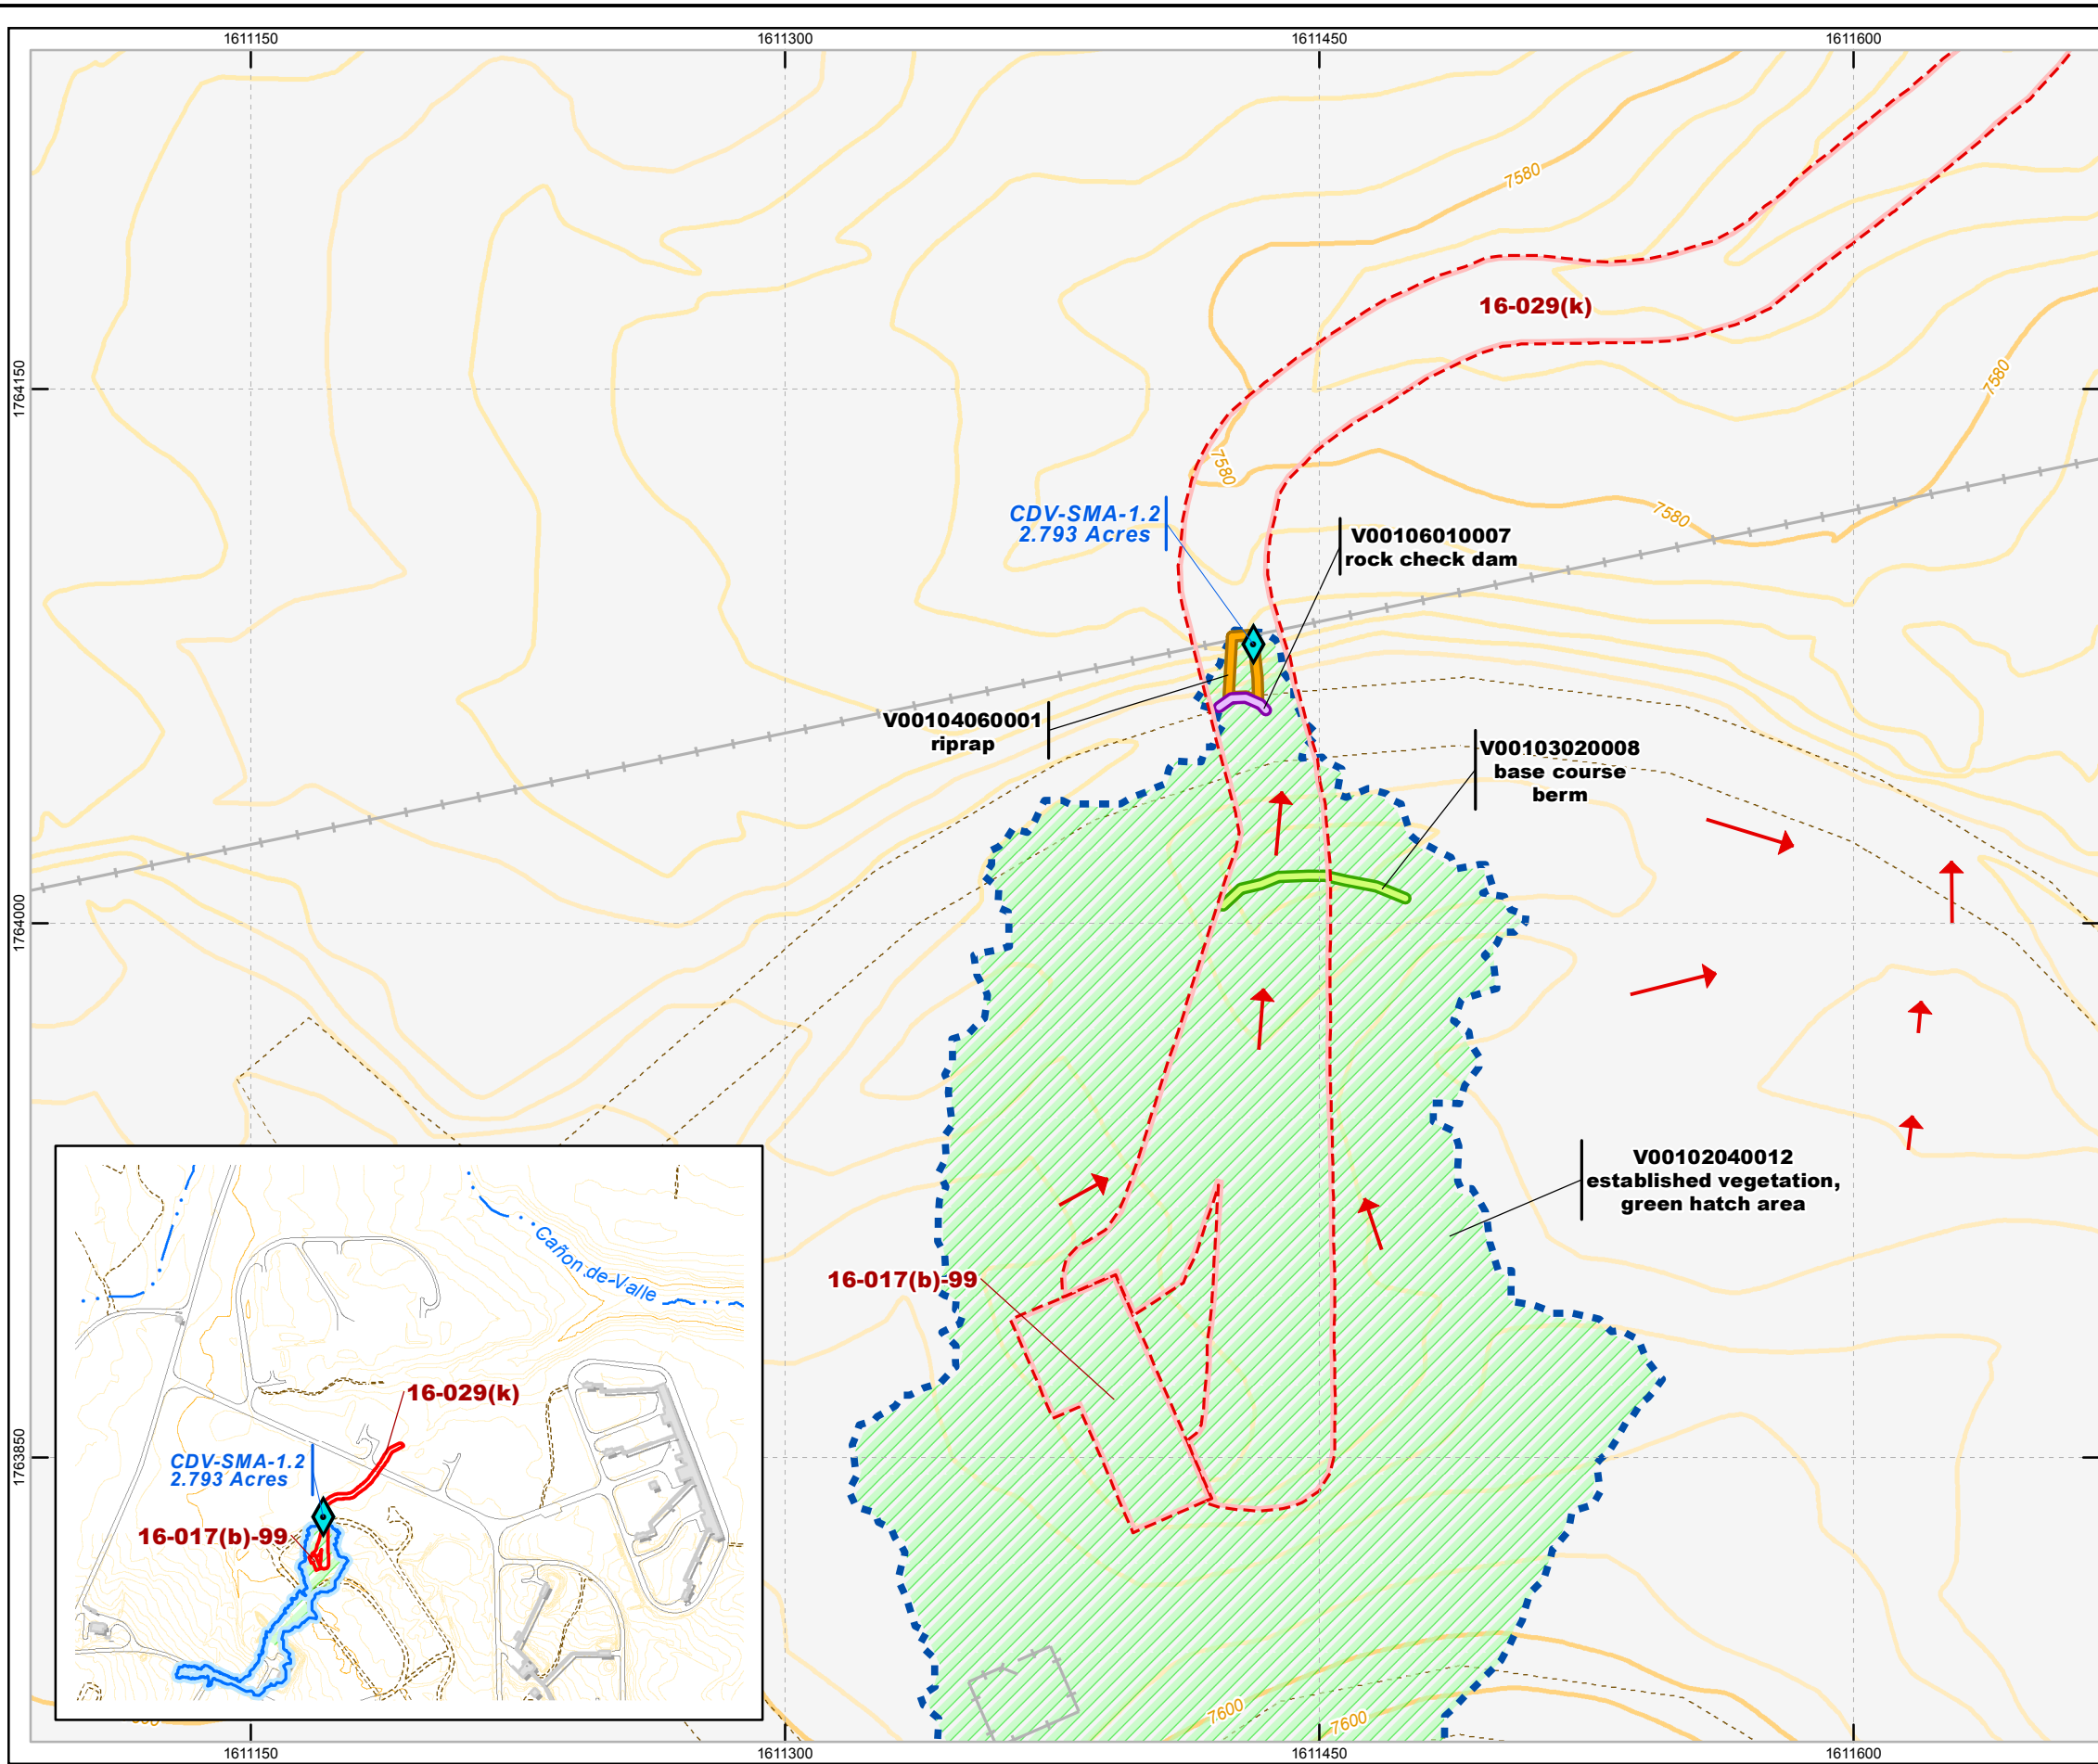 1611150
1611300
1611450
1611600
7580
16-029(k)
1764150
7580
7580
7580
CDV-SMA-1.2
2.793 Acres
V00106010007
rock check dam
V00104060001
riprap
V00103020008
base course
berm
1764000
V00102040012
established vegetation,
green hatch area
16-017(b)-99
Cañon de Valle
16-029(k)
CDV-SMA-1.2
2.793 Acres
16-017(b)-99
1763850
7600
7600
1611150
1611300
1611450
1611600